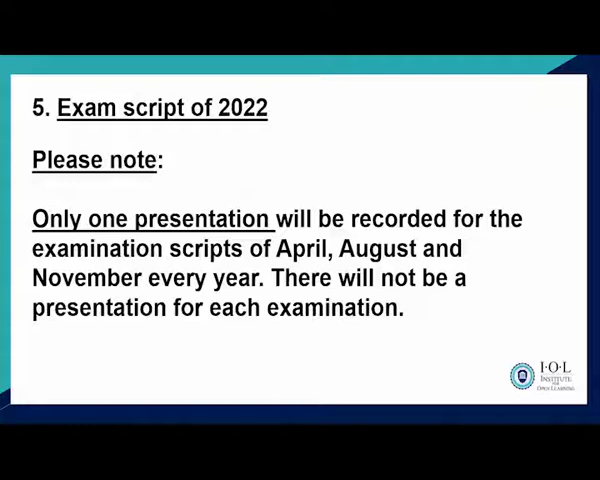 5. Exam script of 2022
Please note:
Only one presentation will be recorded for the
examination scripts of April, August and
November every year. There will not be a
presentation for each examination.
I·O·L
INSTITUTE
FOR
OPEN LEARNING